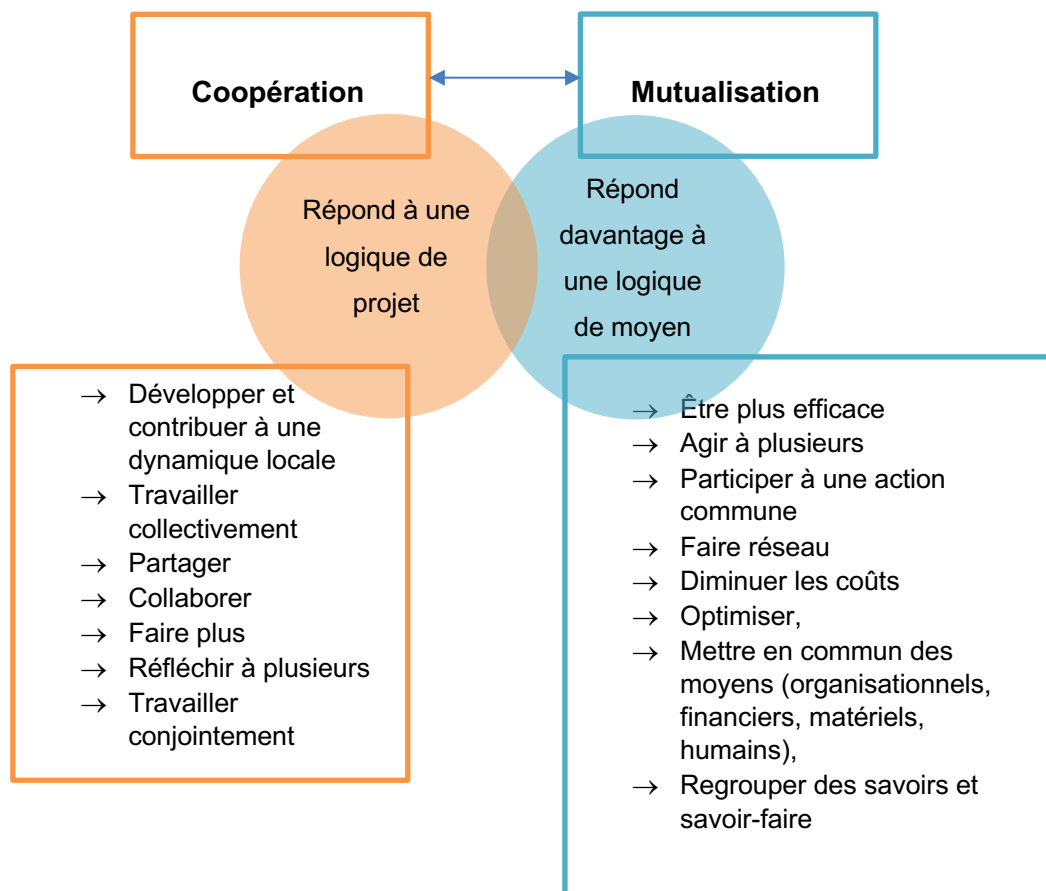 Coopération
Mutualisation
Répond à une
logique de
projet
Répond
davantage à
une logique
de moyen
→ Développer et
contribuer à une
dynamique locale
→ Travailler
collectivement
→ Partager
→ Collaborer
→ Faire plus
→ Réfléchir à plusieurs
→ Travailler
conjointement
→ Être plus efficace
→ Agir à plusieurs
→ Participer à une action
commune
→ Faire réseau
→ Diminuer les coûts
→ Optimiser,
→ Mettre en commun des
moyens (organisationnels,
financiers, matériels,
humains),
→ Regrouper des savoirs et
savoir-faire